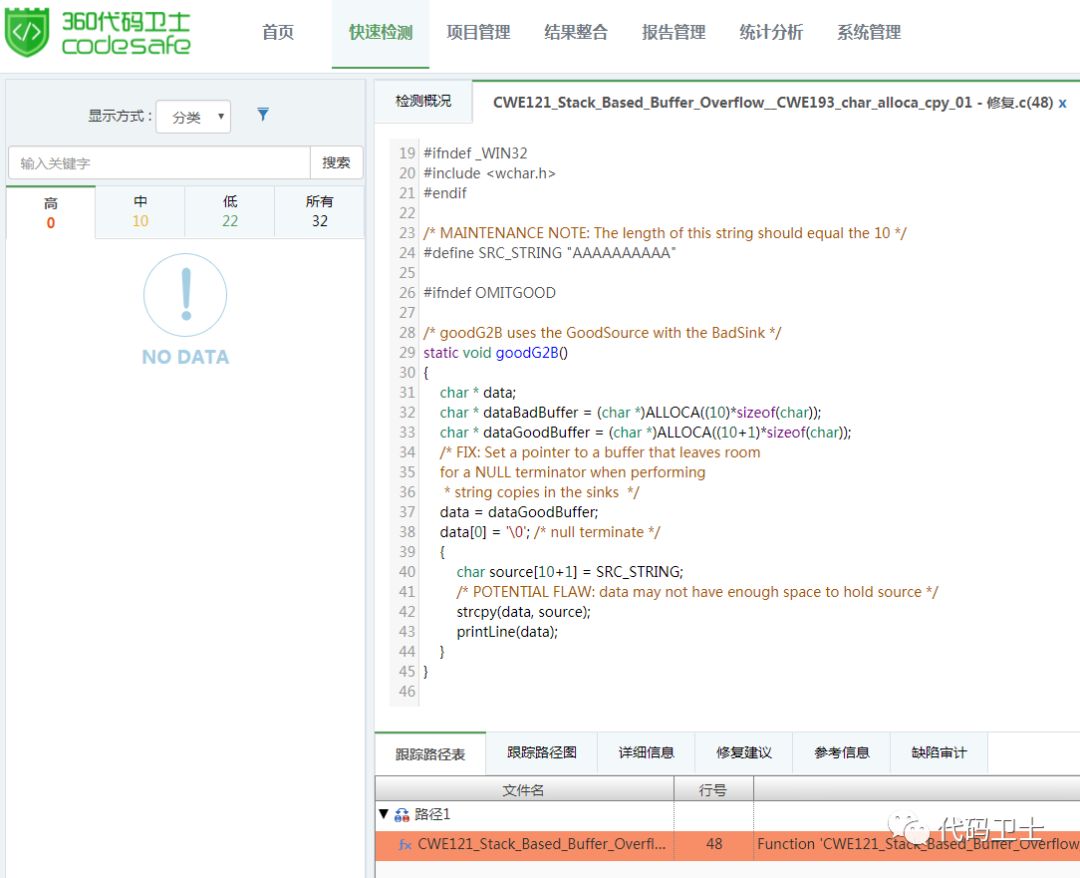 360代码卫士
codesafe
首页
快速检测
项目管理
结果整合
报告管理
统计分析
系统管理
显示方式：
分类
输入关键字
搜索
高
0
中
10
低
22
所有
32
NO DATA
检测概况
CWE121_Stack_Based_Buffer_Overflow__CWE193_char_alloca_cpy_01 - 修复.c(48) x
19 #ifndef _WIN32
20 #include <wchar.h>
21 #endif
22
23 /* MAINTENANCE NOTE: The length of this string should equal the 10 */
24 #define SRC_STRING "AAAAAAAAAA"
25
26 #ifndef OMITGOOD
27
28 /* goodG2B uses the GoodSource with the BadSink */
29 static void goodG2B()
30 {
31 char * data;
32 char * dataBadBuffer = (char *)ALLOCA((10)*sizeof(char));
33 char * dataGoodBuffer = (char *)ALLOCA((10+1)*sizeof(char));
34 /* FIX: Set a pointer to a buffer that leaves room
35 for a NULL terminator when performing
36 * string copies in the sinks */
37 data = dataGoodBuffer;
38 data[0] = '\0'; /* null terminate */
39 {
40 char source[10+1] = SRC_STRING;
41 /* POTENTIAL FLAW: data may not have enough space to hold source */
42 strcpy(data, source);
43 printLine(data);
44 }
45 }
46
跟踪路径表
跟踪路径图
详细信息
修复建议
参考信息
缺陷审计
文件名
行号
路径1
fx CWE121_Stack_Based_Buffer_Overfl...
48
Function 'CWE121_Stack_Based_Buffer_Overflow
代码卫士